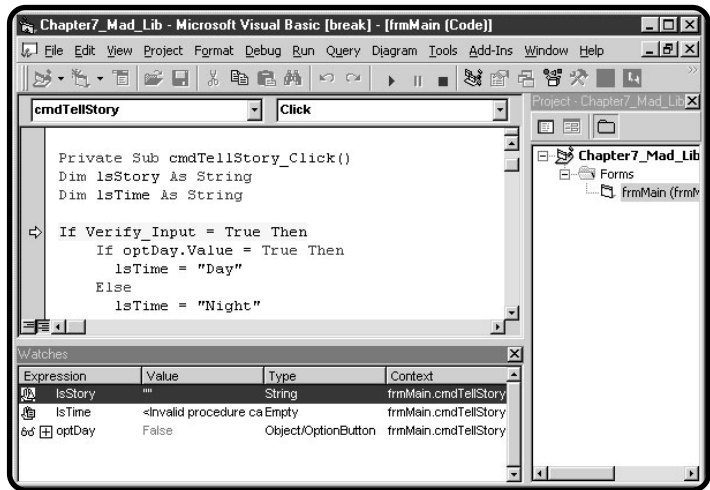 Chapter7_Mad_Lib - Microsoft Visual Basic [break] - [frmMain (Code)]
File Edit View Project Format Debug Run Query Diagram Tools Add-Ins Window Help
cmdTellStory Click
Private Sub cmdTellStory_Click()
Dim lsStory As String
Dim lsTime As String
If Verify_Input = True Then
If optDay.Value = True Then
lsTime = "Day"
Else
lsTime = "Night"
Project - Chapter7_Mad_Lib
Chapter7_Mad_Lib
Forms
frmMain (frmM
Watches
Expression Value Type Context
lsStory "" String frmMain.cmdTellStory
lsTime <Invalid procedure ca Empty frmMain.cmdTellStory
optDay False Object/OptionButton frmMain.cmdTellStory